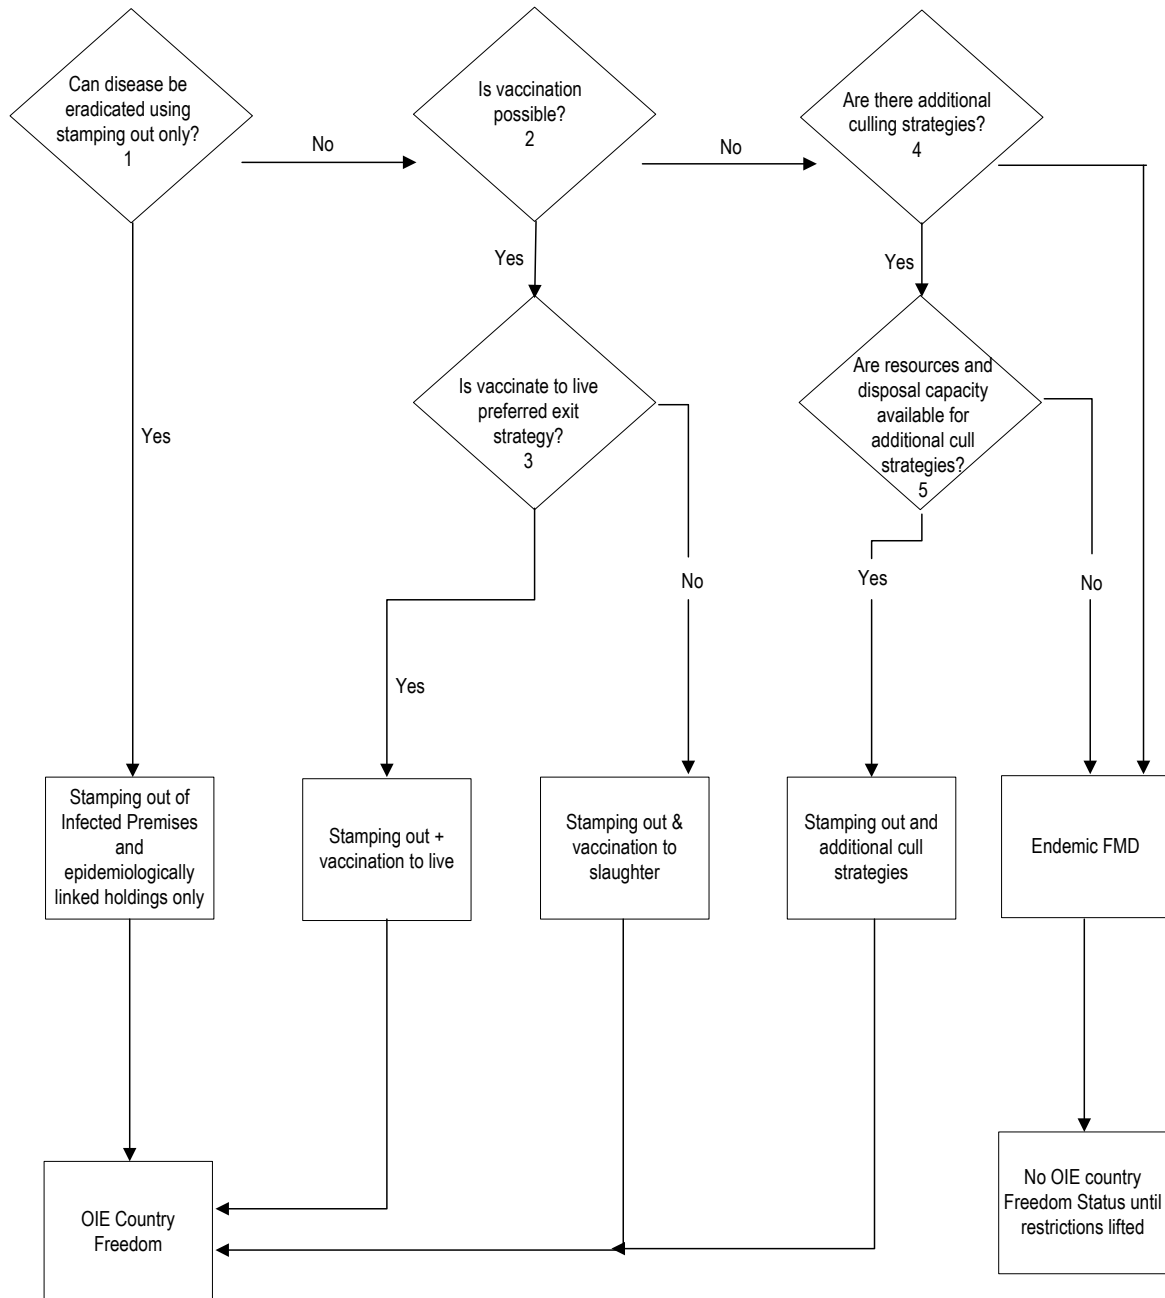 Can disease be
eradicated using
stamping out only?
1
No
Is vaccination
possible?
2
No
Are there additional
culling strategies?
4
Yes
Yes
Is vaccinate to live
preferred exit
strategy?
3
Are resources and
disposal capacity
available for
additional cull
strategies?
5
Yes
No
Yes
No
Yes
Stamping out of
Infected Premises
and
epidemiologically
linked holdings only
Stamping out +
vaccination to live
Stamping out &
vaccination to
slaughter
Stamping out and
additional cull
strategies
Endemic FMD
OIE Country
Freedom
No OIE country
Freedom Status until
restrictions lifted